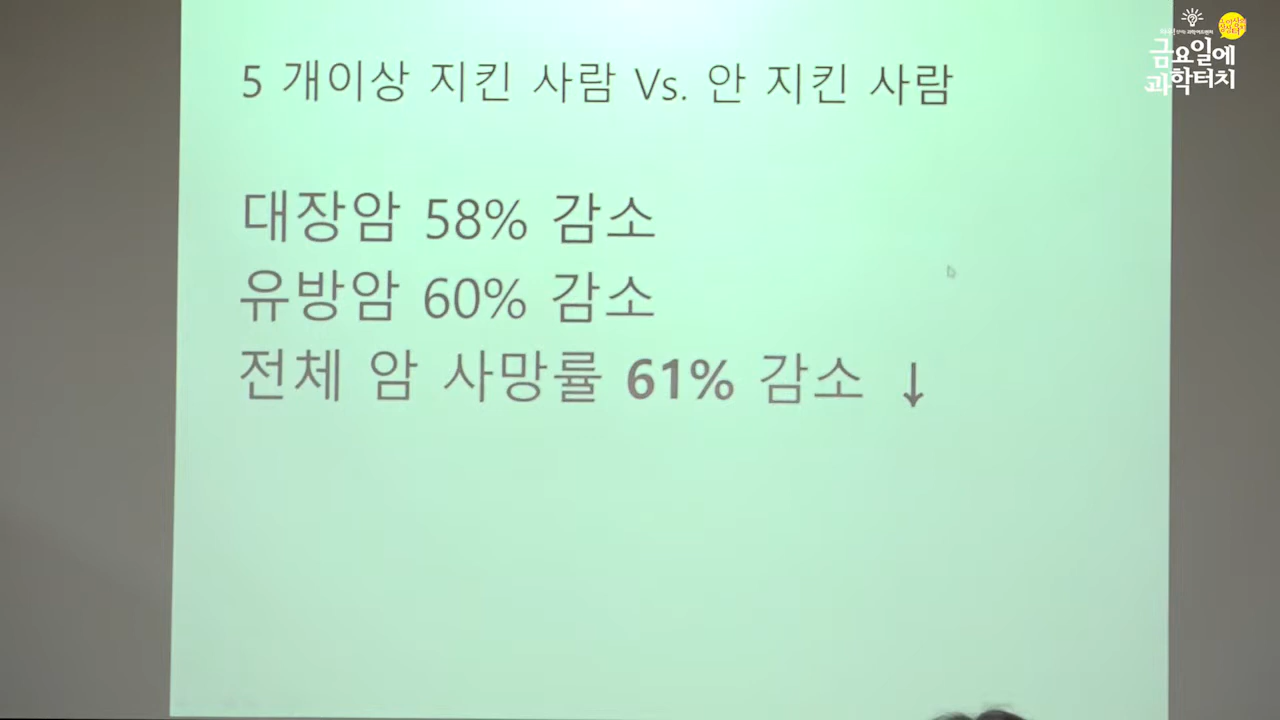 5 개이상 지킨 사람 Vs. 안 지킨 사람
대장암 58% 감소
유방암 60% 감소
전체 암 사망률 61% 감소 ↓
금요일에
과학터치